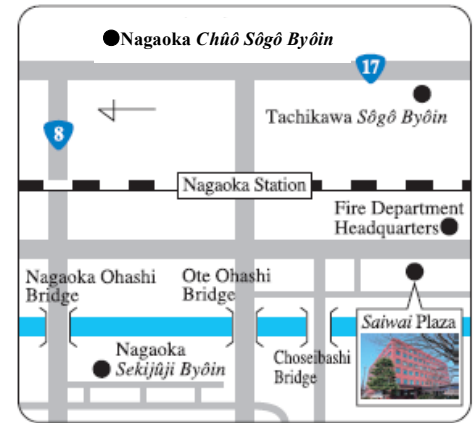 Nagaoka Chûô Sôgô Byôin
17
Tachikawa Sôgô Byôin
8
Nagaoka Station
Fire Department
Headquarters
Nagaoka Ohashi
Bridge
Ote Ohashi
Bridge
Saiwai Plaza
Nagaoka
Sekijûji Byôin
Choseibashi
Bridge